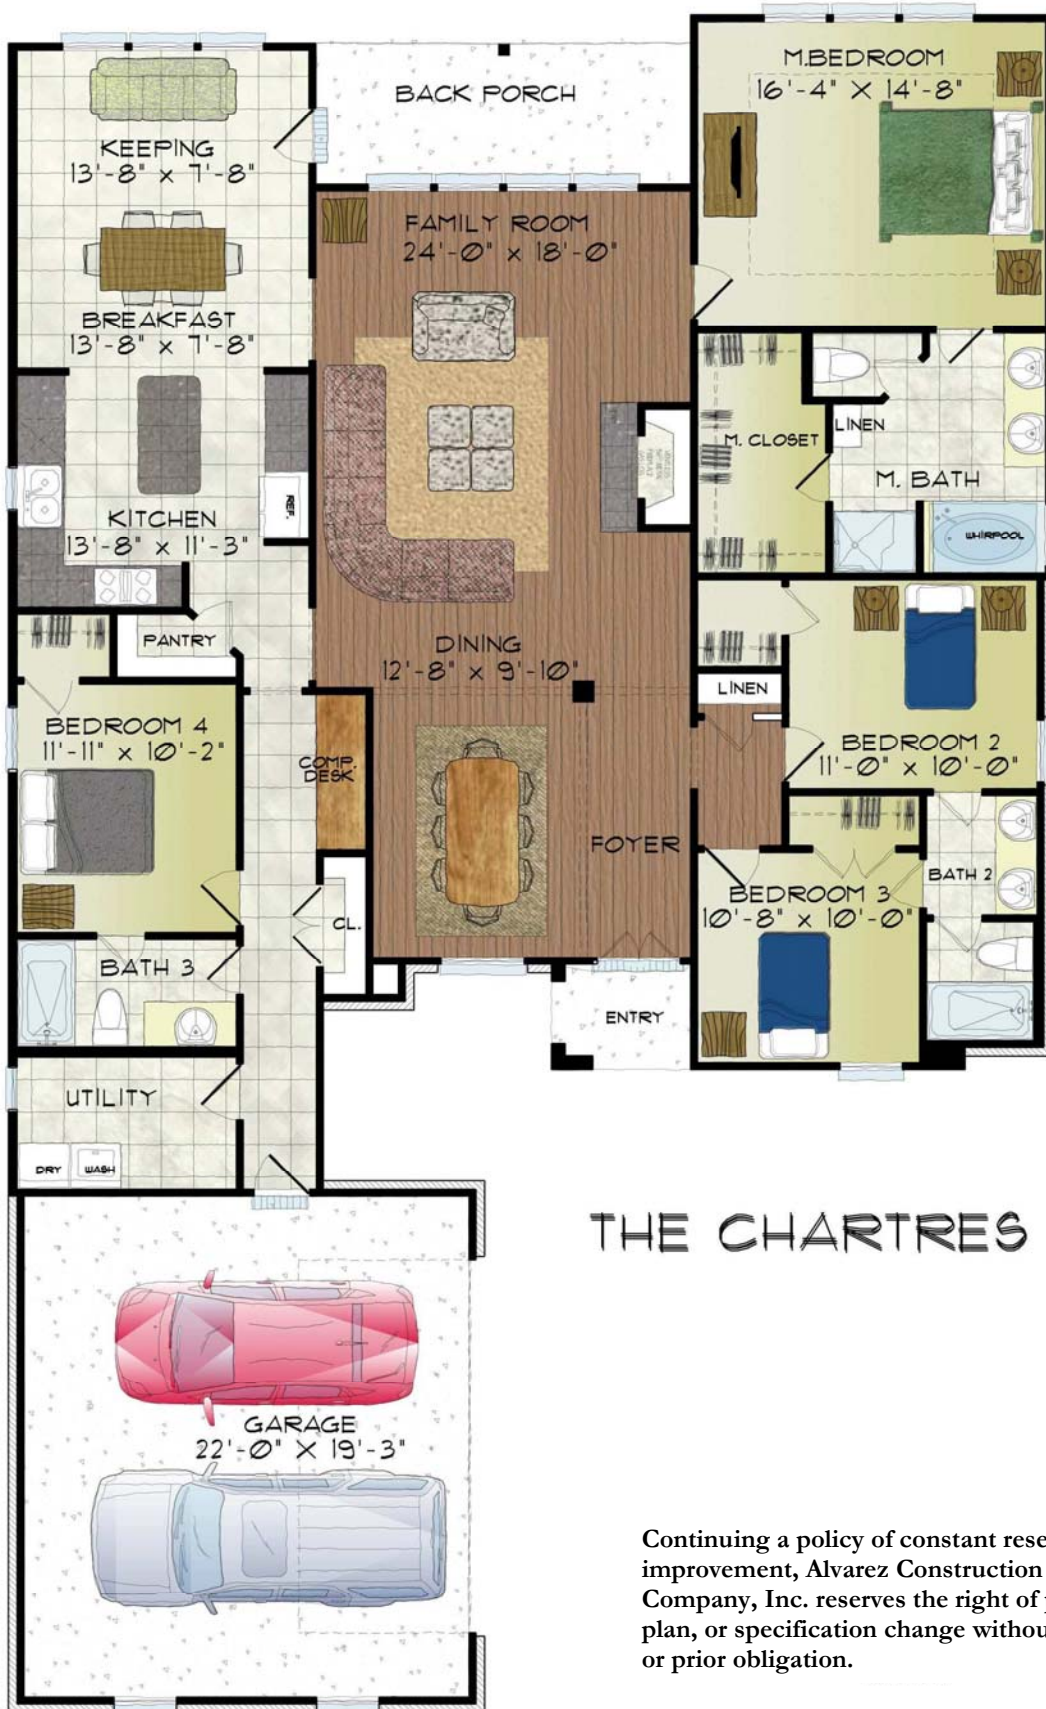 M.BEDROOM
16'-4" X 14'-8"
BACK PORCH
KEEPING
13'-8" x 7'-8"
FAMILY ROOM
24'-0" x 18'-0"
BREAKFAST
13'-8" x 7'-8"
LINEN
M. CLOSET
M. BATH
REF.
KITCHEN
13'-8" x 11'-3"
WHIRPOOL
PANTRY
DINING
12'-8" x 9'-10"
LINEN
BEDROOM 4
11'-11" x 10'-2"
BEDROOM 2
11'-0" x 10'-0"
COMP.
DESK
FOYER
BATH 2
BEDROOM 3
10'-8" x 10'-0"
CL.
BATH 3
ENTRY
UTILITY
DRY
WASH
THE CHARTRES
GARAGE
22'-0" X 19'-3"
Continuing a policy of constant
improvement, Alvarez Construction
Company, Inc. reserves the right of
plan, or specification change
or prior obligation.